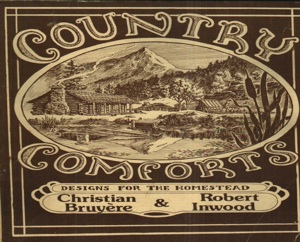 COUNTRY
COMFORTS
DESIGNS FOR THE HOMESTEAD
Christian Bruyère & Robert Inwood